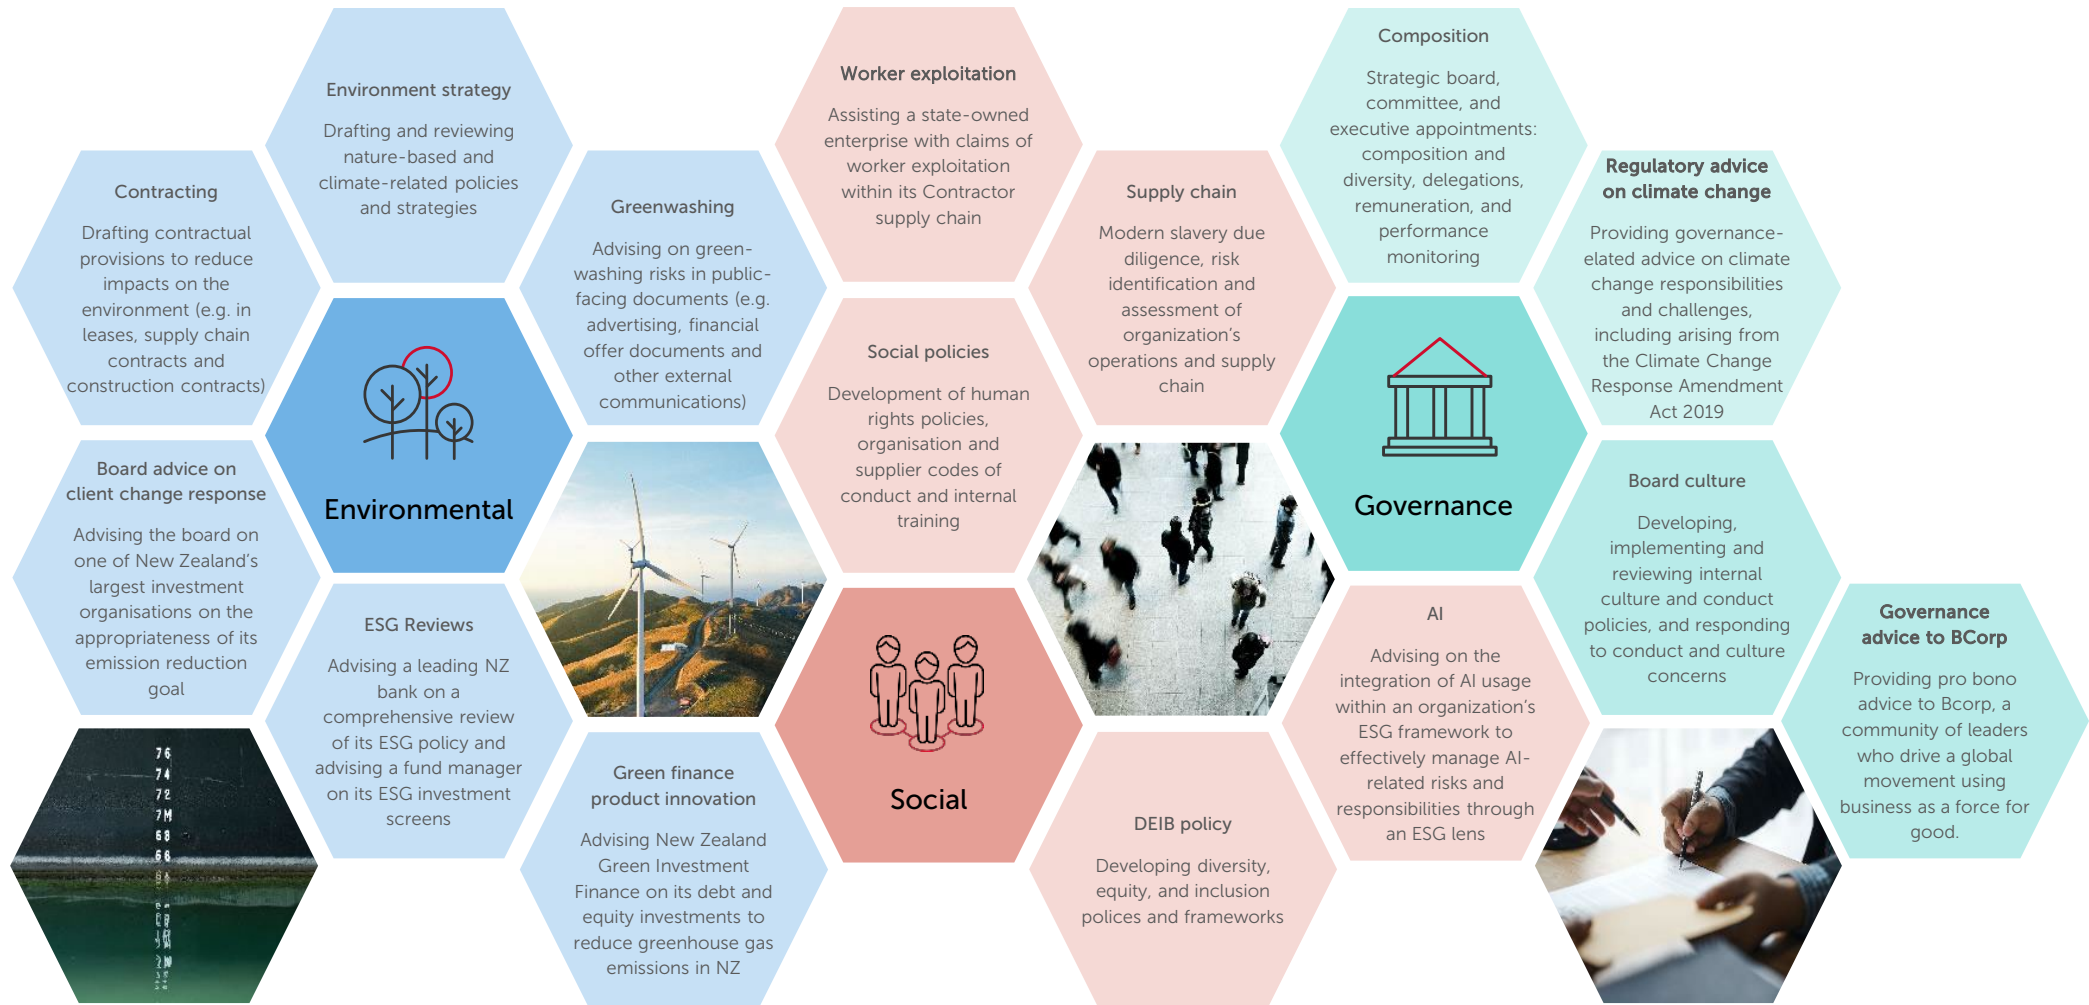 Contracting
Drafting contractual
provisions to reduce
impacts on the
environment (e.g. in
leases, supply chain
contracts and
construction contracts)
Environment strategy
Drafting and reviewing
nature-based and
climate-related policies
and strategies
Greenwashing
Advising on green-
washing risks in public-
facing documents (e.g.
advertising, financial
offer documents and
other external
communications)
Environmental
Board advice on
client change response
Advising the board on
one of New Zealand's
largest investment
organisations on the
appropriateness of its
emission reduction
goal
ESG Reviews
Advising a leading NZ
bank on a
comprehensive review
of its ESG policy and
advising a fund manager
on its ESG investment
screens
Green finance
product innovation
Advising New Zealand
Green Investment
Finance on its debt and
equity investments to
reduce greenhouse gas
emissions in NZ
76
74
72
7M
68
66
Worker exploitation
Assisting a state-owned
enterprise with claims of
worker exploitation
within its Contractor
supply chain
Supply chain
Modern slavery due
diligence, risk
identification and
assessment of
organization's
operations and supply
chain
Social policies
Development of human
rights policies,
organisation and
supplier codes of
conduct and internal
training
Social
DEIB policy
Developing diversity,
equity, and inclusion
polices and frameworks
AI
Advising on the
integration of AI usage
within an organization's
ESG framework to
effectively manage AI-
related risks and
responsibilities through
an ESG lens
Composition
Strategic board,
committee, and
executive appointments:
composition and
diversity, delegations,
remuneration, and
performance
monitoring
Regulatory advice
on climate change
Providing governance-
elated advice on climate
change responsibilities
and challenges,
including arising from
the Climate Change
Response Amendment
Act 2019
Governance
Board culture
Developing,
implementing and
reviewing internal
culture and conduct
policies, and responding
to conduct and culture
concerns
Governance
advice to BCorp
Providing pro bono
advice to Bcorp, a
community of leaders
who drive a global
movement using
business as a force for
good.